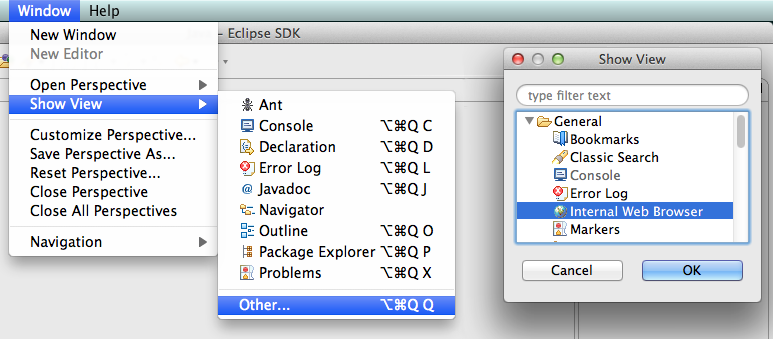 Window Help
- Eclipse SDK
New Window
New Editor
Open Perspective
Show View
Customize Perspective...
Save Perspective As...
Reset Perspective...
Close Perspective
Close All Perspectives
Navigation
Ant
Console ⌥⌘Q C
Declaration ⌥⌘Q D
Error Log ⌥⌘Q L
@ Javadoc ⌥⌘Q J
Navigator
Outline ⌥⌘Q O
Package Explorer ⌥⌘Q P
Problems ⌥⌘Q X
Other... ⌥⌘Q Q
Show View
type filter text
General
Bookmarks
Classic Search
Console
Error Log
Internal Web Browser
Markers
Cancel OK